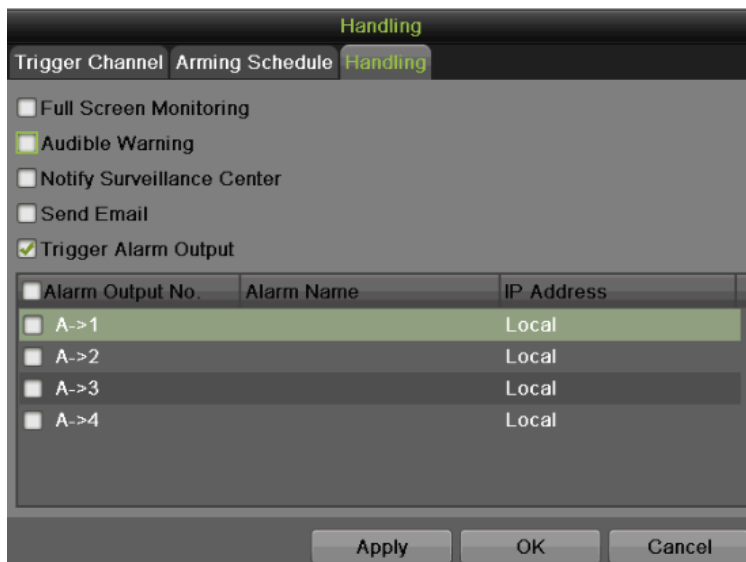 Handling
Trigger Channel Arming Schedule Handling
Full Screen Monitoring
Audible Warning
Notify Surveillance Center
Send Email
Trigger Alarm Output
Alarm Output No. Alarm Name IP Address
A->1 Local
A->2 Local
A->3 Local
A->4 Local
Apply OK Cancel